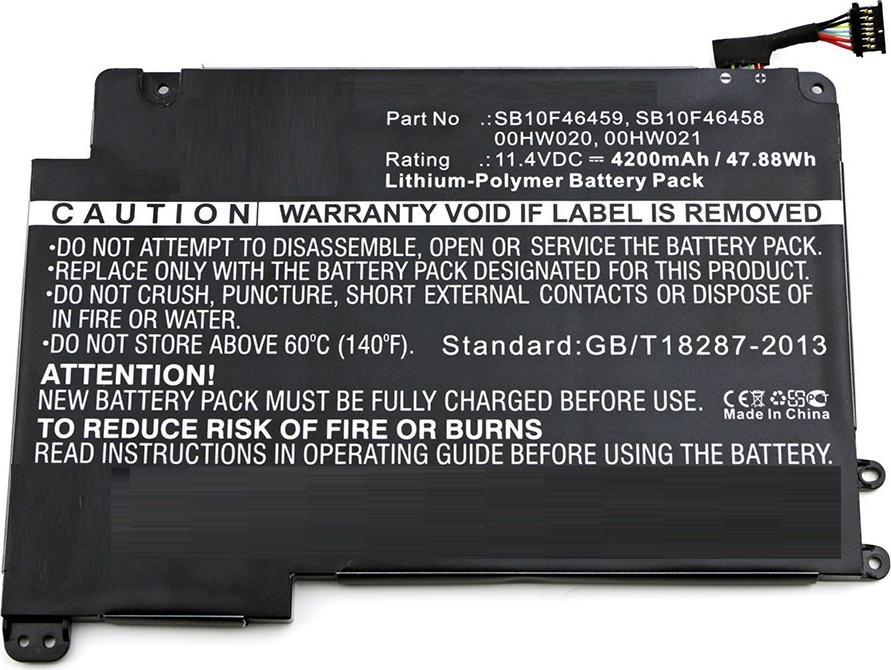 Part No .:SB10F46459, SB10F46458
00HW020, 00HW021
Rating .:11.4VDC ⎓ 4200mAh / 47.88Wh
Lithium-Polymer Battery Pack
CAUTION WARRANTY VOID IF LABEL IS REMOVED
•DO NOT ATTEMPT TO DISASSEMBLE, OPEN OR SERVICE THE BATTERY PACK.
•REPLACE ONLY WITH THE BATTERY PACK DESIGNATED FOR THIS PRODUCT.
•DO NOT CRUSH, PUNCTURE, SHORT EXTERNAL CONTACTS OR DISPOSE OF
IN FIRE OR WATER.
•DO NOT STORE ABOVE 60ºC (140ºF). Standard:GB/T18287-2013
ATTENTION!
NEW BATTERY PACK MUST BE FULLY CHARGED BEFORE USE.
CE
Made In China
TO REDUCE RISK OF FIRE OR BURNS
READ INSTRUCTIONS IN OPERATING GUIDE BEFORE USING THE BATTERY.